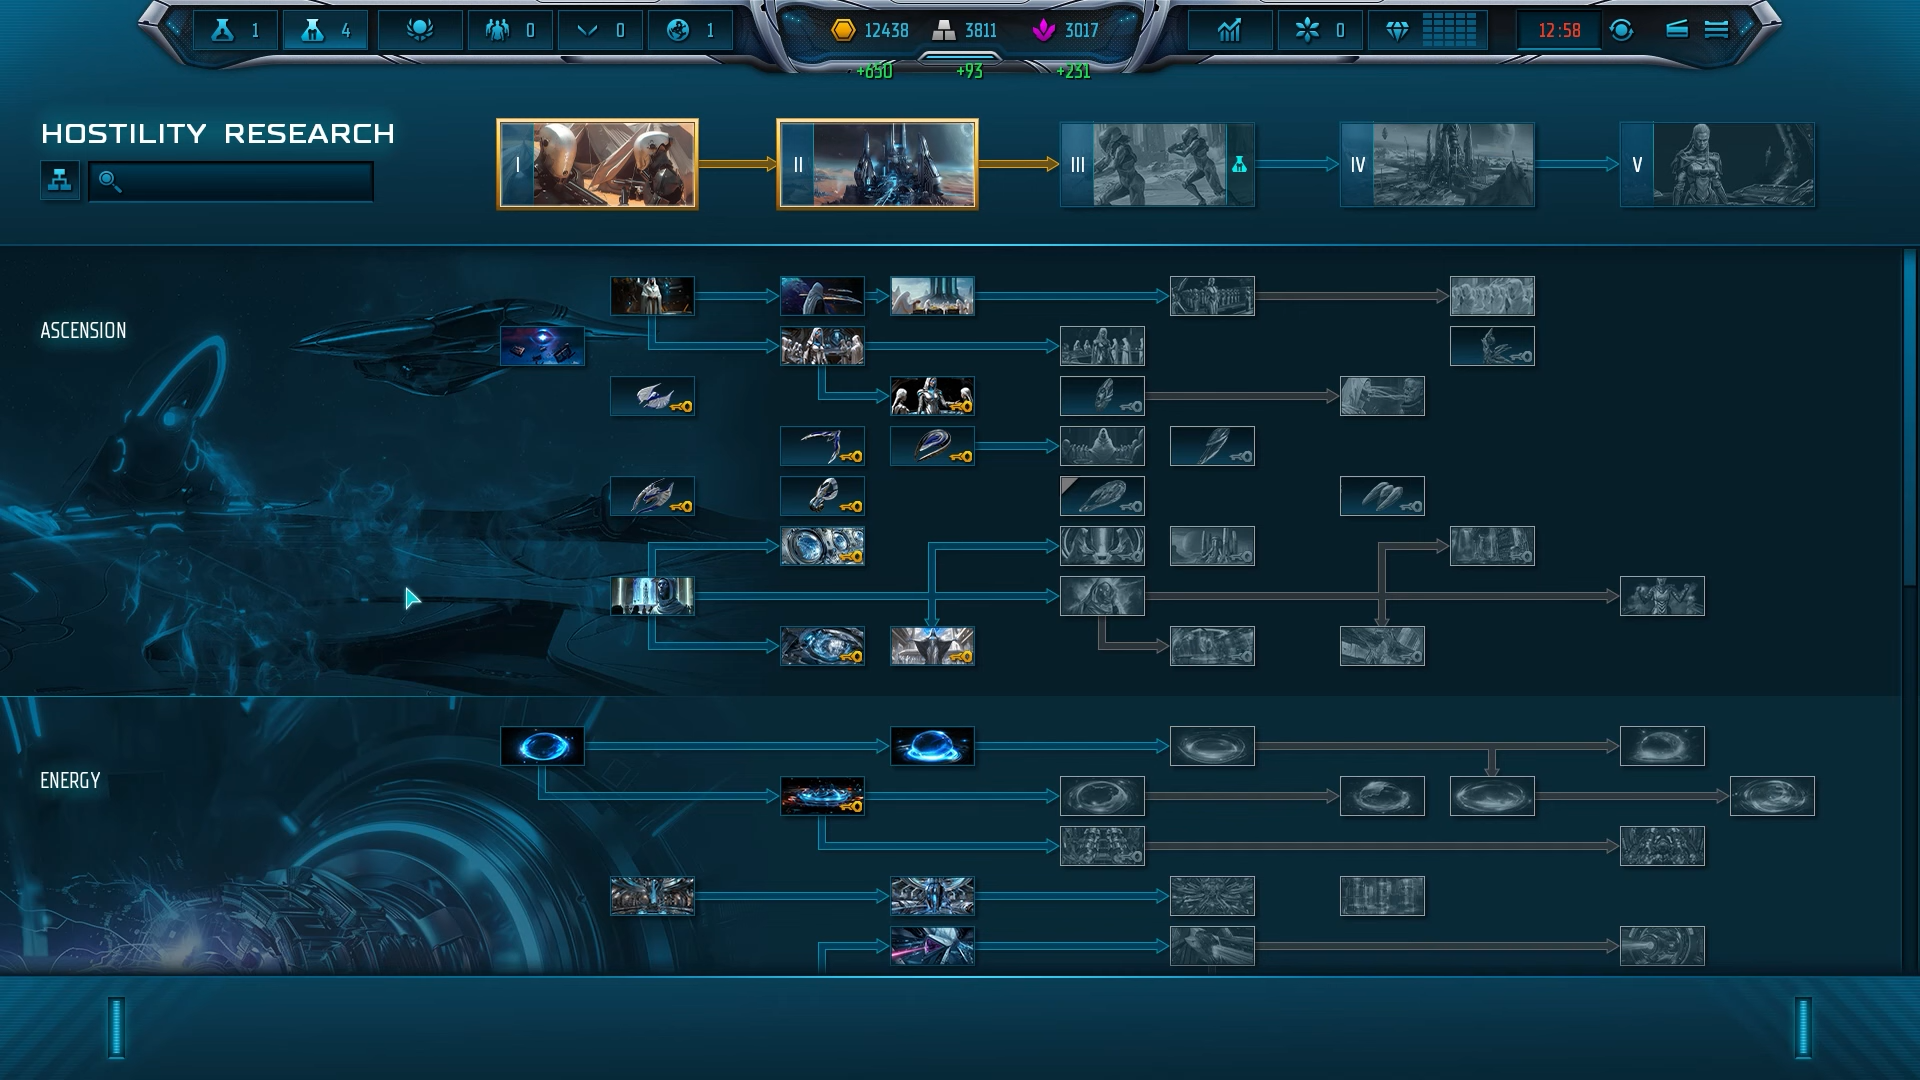 1 4 0 0 1 12438 3811 3017 0 12:58
+650 +93 +231
HOSTILITY RESEARCH
I II III IV V
ASCENSION
ENERGY